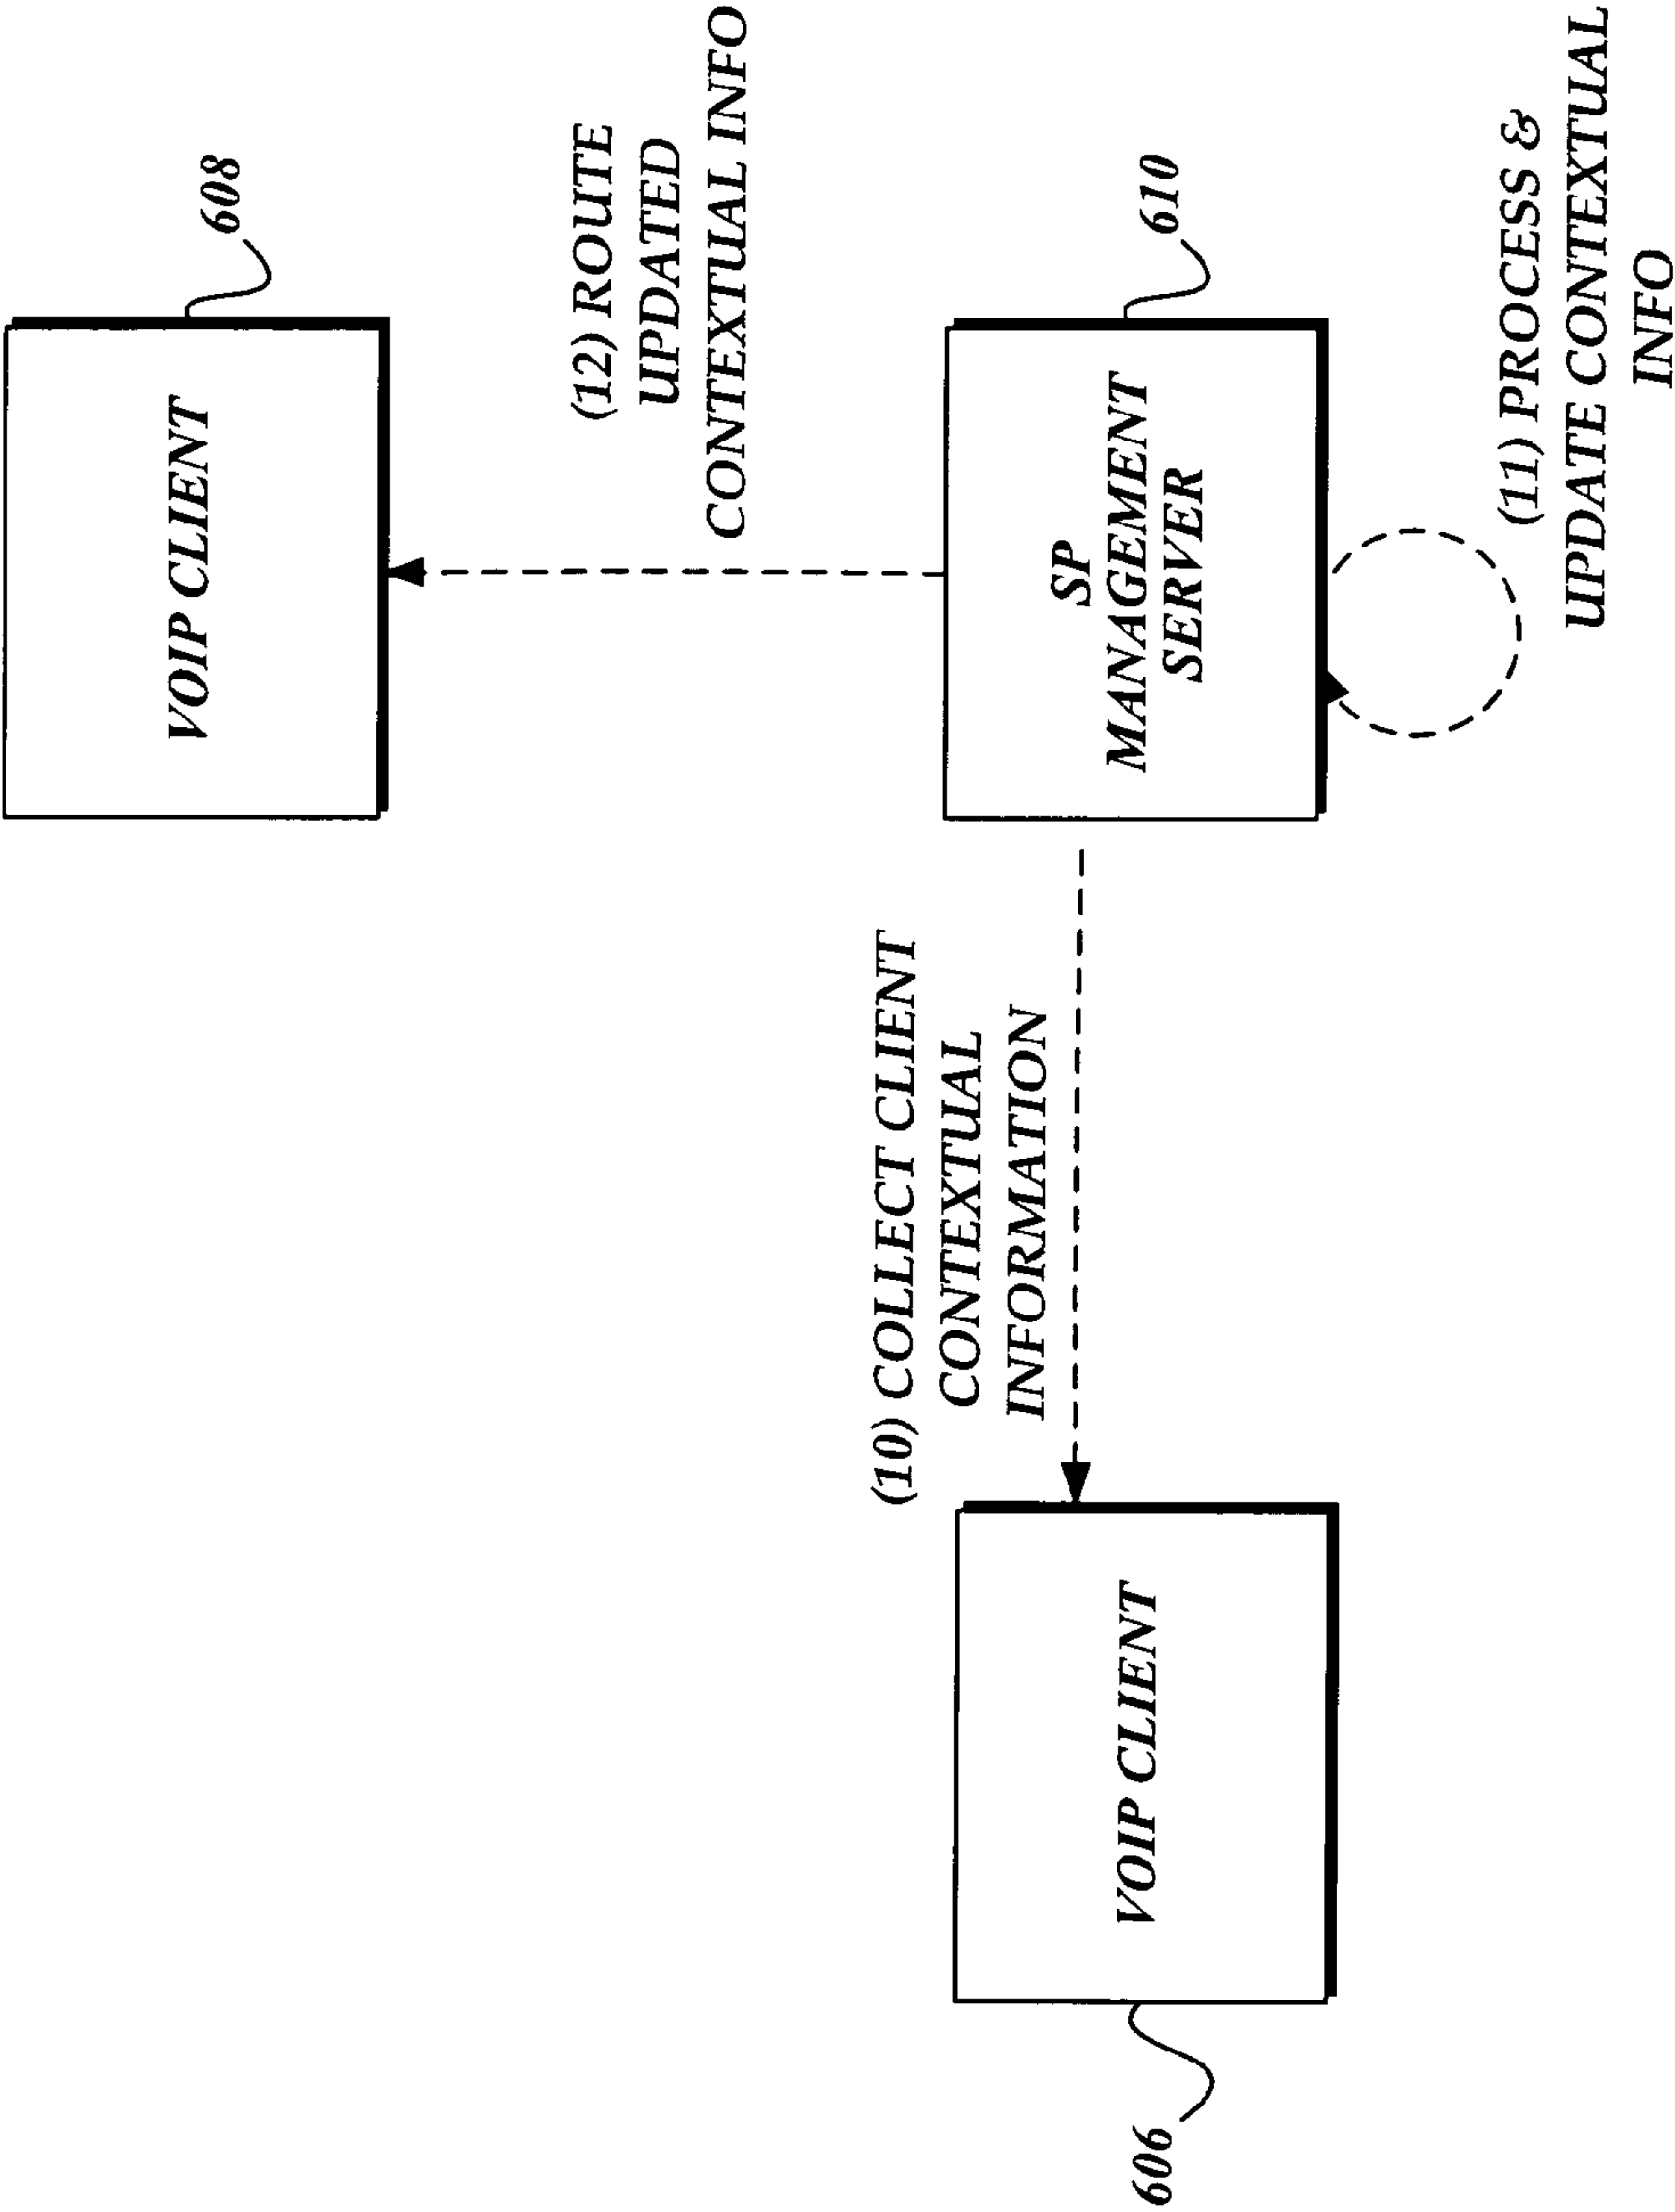 608
VOIP CLIENT
(12) ROUTE
UPDATED
CONTEXTUAL INFO
610
SP
MANAGEMENT
SERVER
(11) PROCESS &
UPDATE CONTEXTUAL
INFO
(10) COLLECT CLIENT
CONTEXTUAL
INFORMATION
VOIP CLIENT
606